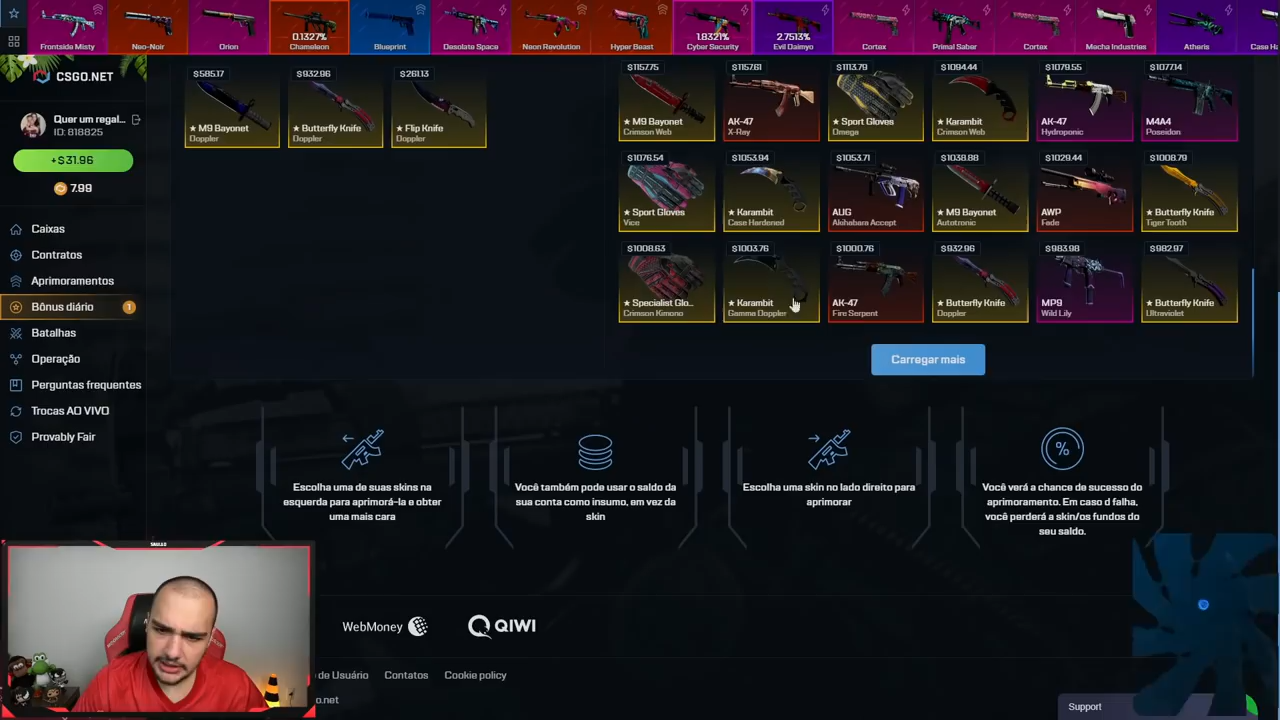 Frontside Misty
Neo-Noir
Orion
0.1327%
Chameleon
Blueprint
Desolate Space
Neon Revolution
Hyper Beast
1.8321%
Cyber Security
2.7513%
Evil Daimyo
Cortex
Primal Saber
Cortex
Mecha Industries
Atheris
Case Ha
CSGO.NET
Quer um regal...
ID: 818825
+$31.96
7.99
Caixas
Contratos
Aprimoramentos
Bônus diário
1
Batalhas
Operação
Perguntas frequentes
Trocas AO VIVO
Provably Fair
$585.17
★ M9 Bayonet
Doppler
$932.96
★ Butterfly Knife
Doppler
$261.13
★ Flip Knife
Doppler
$1157.75
★ M9 Bayonet
Crimson Web
$1157.61
AK-47
X-Ray
$1113.79
★ Sport Gloves
Omega
$1094.44
★ Karambit
Crimson Web
$1079.55
AK-47
Hydroponic
$1077.14
M4A4
Poseidon
$1076.54
★ Sport Gloves
Vice
$1053.94
★ Karambit
Case Hardened
$1053.71
AUG
Akihabara Accept
$1038.88
★ M9 Bayonet
Autotronic
$1029.44
AWP
Fade
$1008.79
★ Butterfly Knife
Tiger Tooth
$1008.63
★ Specialist Glo...
Crimson Kimono
$1003.76
★ Karambit
Gamma Doppler
$1000.76
AK-47
Fire Serpent
$932.96
★ Butterfly Knife
Doppler
$983.98
MP9
Wild Lily
$982.97
★ Butterfly Knife
Ultraviolet
Carregar mais
Escolha uma de suas skins na
esquerda para aprimorá-la e obter
uma mais cara
Você também pode usar o saldo da
sua conta como insumo, em vez da
skin
Escolha uma skin no lado direito para
aprimorar
%
Você verá a chance de sucesso do
aprimoramento. Em caso d falha,
você perderá a skin/os fundos do
seu saldo.
WebMoney
QIWI
de Usuário
Contatos
Cookie policy
go.net
Support